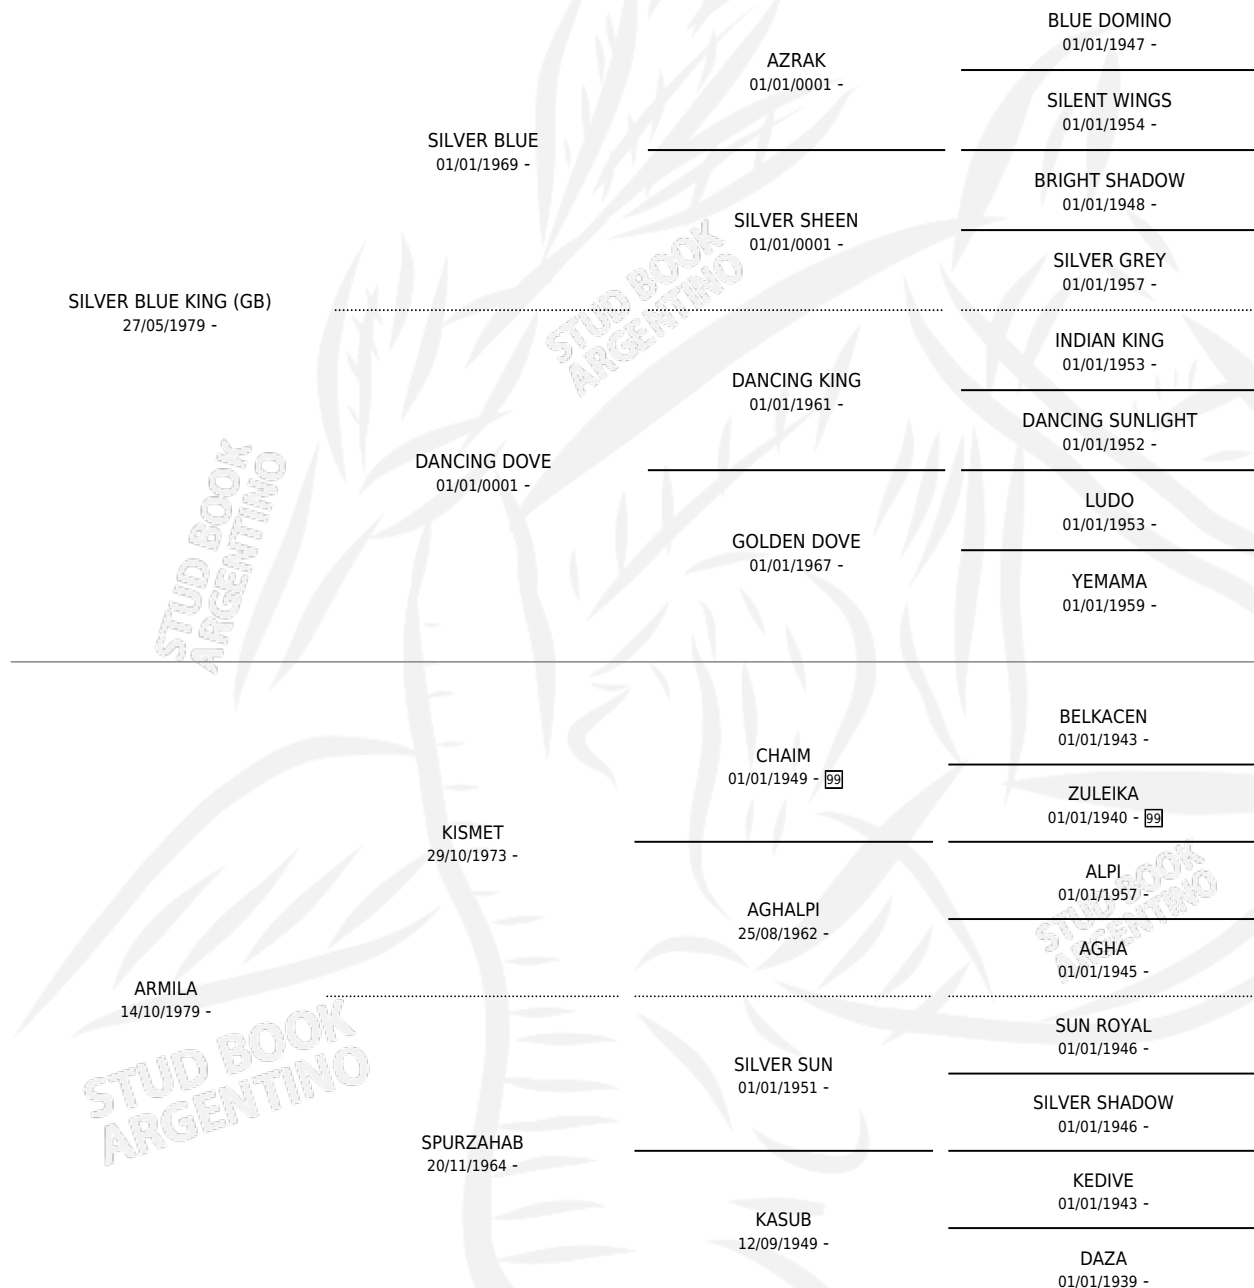 BLUE DOMINO
01/01/1947 -
AZRAK
01/01/0001 -
SILENT WINGS
01/01/1954 -
SILVER BLUE
01/01/1969 -
BRIGHT SHADOW
01/01/1948 -
SILVER SHEEN
01/01/0001 -
SILVER GREY
01/01/1957 -
SILVER BLUE KING (GB)
27/05/1979 -
INDIAN KING
01/01/1953 -
DANCING KING
01/01/1961 -
DANCING SUNLIGHT
01/01/1952 -
DANCING DOVE
01/01/0001 -
LUDO
01/01/1953 -
GOLDEN DOVE
01/01/1967 -
YEMAMA
01/01/1959 -
BELKACEN
01/01/1943 -
CHAIM
01/01/1949 - 99
ZULEIKA
01/01/1940 - 99
KISMET
29/10/1973 -
ALPI
01/01/1957 -
AGHALPI
25/08/1962 -
AGHA
01/01/1945 -
ARMILA
14/10/1979 -
SUN ROYAL
01/01/1946 -
SILVER SUN
01/01/1951 -
SILVER SHADOW
01/01/1946 -
SPURZAHAB
20/11/1964 -
KEDIVE
01/01/1943 -
KASUB
12/09/1949 -
DAZA
01/01/1939 -
STUD BOOK
ARGENTINO
STUD BOOK
ARGENTINO
STUD BOOK
ARGENTINO
STUD BOOK
ARGENTINO